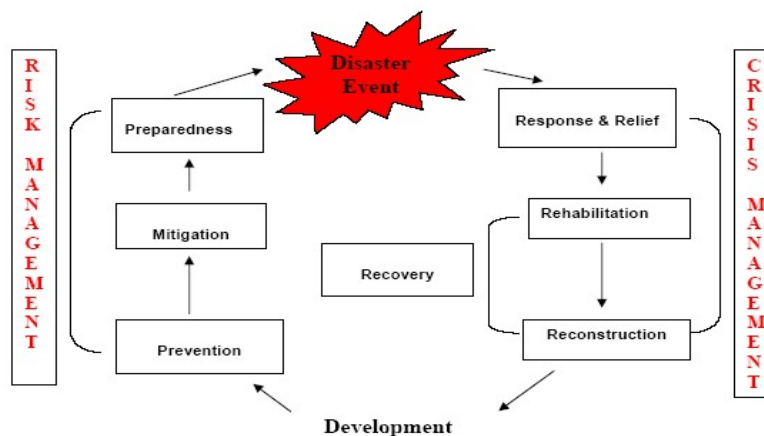 RISK MANAGEMENT
Disaster
Event
CRISIS MANAGEMENT
Preparedness
Response & Relief
Mitigation
Rehabilitation
Recovery
Prevention
Reconstruction
Development